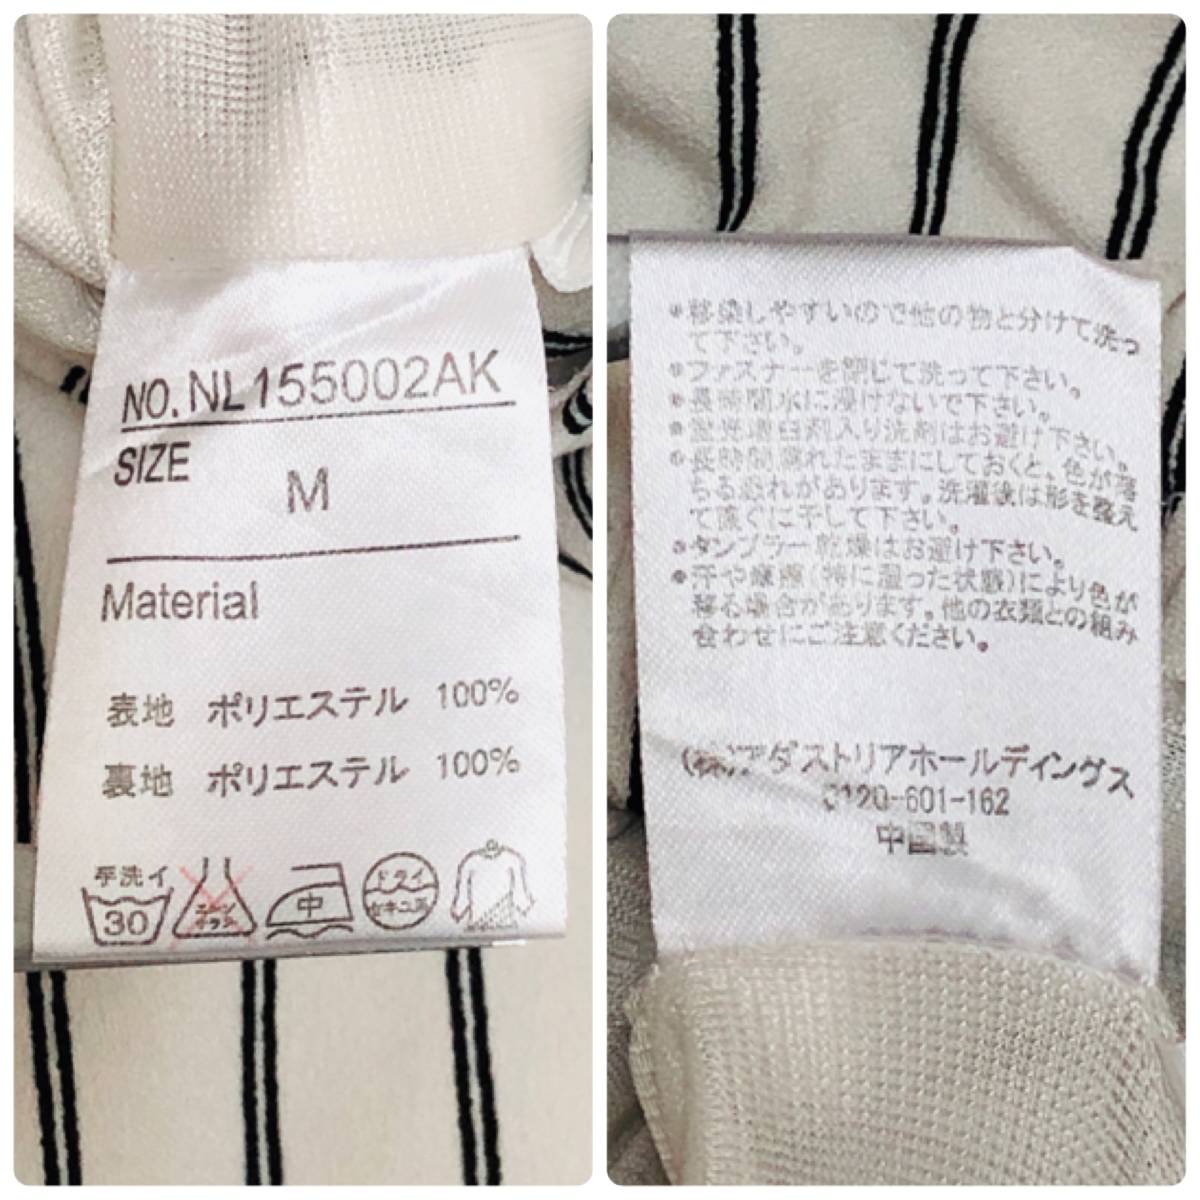 NO. NL155002AK
SIZE
M
Material
表地 ポリエステル 100%
裏地 ポリエステル 100%
手洗イ
30
エンソ
サラシ
中
ドライ
セキユ系
●移染しやすいので他の物と分けて洗っ
て下さい。
●ファスナーを閉じて洗って下さい。
●長時間水に浸けないで下さい。
●蛍光増白剤入り洗剤はお避け下さい。
●長時間濡れたままにしておくと、色が落
ちる恐れがあります。洗濯後は形を整え
て直ぐに干して下さい。
●タンブラー乾燥はお避け下さい。
●汗や摩擦(特に湿った状態)により色が
移る場合があります。他の衣類との組み
合わせにご注意ください。
(株)アダストリアホールディングス
0120-601-162
中国製